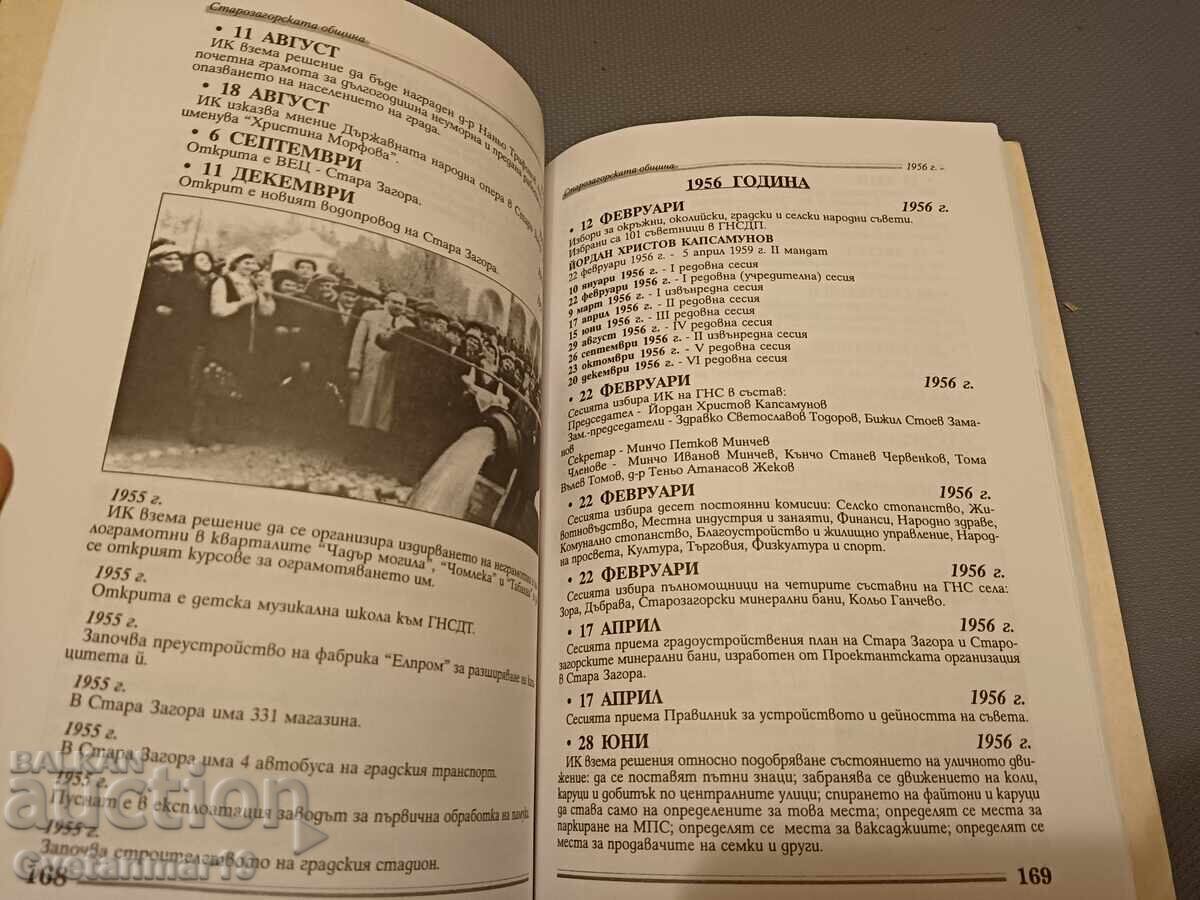 Старозагорската община
• 11 АВГУСТ
ИК взема решение да бъде награден д-р Наньо
почетна грамота за дългогодишна неуморна и предана
опазването на населението на града.
• 18 АВГУСТ
ИК изказва мнение Държавната народна опера в Стара
именува "Христина Морфова".
• 6 СЕПТЕМВРИ
Открита е ВЕЦ - Стара Загора.
• 11 ДЕКЕМВРИ
Открит е новият водопровод на Стара Загора.
1955 г.
ИК взема решение да се организира издирването на неграмотни и
лограмотни в кварталите "Чадър могила", "Чомлека" и
се открият курсове за ограмотяването им.
1955 г.
Открита е детска музикална школа към ГНСДТ.
1955 г.
Започва преустройство на фабрика "Елпром" за разширяване на
цитета й.
1955 г.
В Стара Загора има 331 магазина.
1955 г.
В Стара Загора има 4 автобуса на градския транспорт.
1955 г.
Пуснат е в експлоатация заводът за първична обработка на
1955 г.
Започва строителството на градския стадион.
168
Старозагорската община
1956 г. -
1956 ГОДИНА
• 12 ФЕВРУАРИ 1956 г.
Избори за окръжни, околийски, градски и селски народни съвети.
Избрани са 101 съветници в ГНСДП.
ЙОРДАН ХРИСТОВ КАПСАМУНОВ
22 февруари 1956 г. - 5 април 1959 г. II мандат
10 януари 1956 г. - I редовна сесия
22 февруари 1956 г. - I редовна (учредителна) сесия
9 март 1956 г. - I извънредна сесия
17 април 1956 г. - II редовна сесия
15 юни 1956 г. - III редовна сесия
29 август 1956 г. - IV редовна сесия
26 септември 1956 г. - II извънредна сесия
23 октомври 1956 г. - V редовна сесия
20 декември 1956 г. - VI редовна сесия
• 22 ФЕВРУАРИ 1956 г.
Сесията избира ИК на ГНС в състав:
Председател - Йордан Христов Капсамунов
Зам.-председатели - Здравко Светославов Тодоров, Бижил Стоев Зама-
нов
Секретар - Минчо Петков Минчев
Членове - Минчо Иванов Минчев, Кънчо Станев Червенков, Тома
Вълев Томов, д-р Теньо Атанасов Жеков
• 22 ФЕВРУАРИ 1956 г.
Сесията избира десет постоянни комисии: Селско стопанство, Жи-
вотновъдство, Местна индустрия и занаяти, Финанси, Народно здраве,
Комунално стопанство, Благоустройство и жилищно управление, Народ-
на просвета, Култура, Търговия, Физкултура и спорт.
• 22 ФЕВРУАРИ 1956 г.
Сесията избира пълномощници на четирите съставни на ГНС села:
Зора, Дъбрава, Старозагорски минерални бани, Кольо Ганчево.
• 17 АПРИЛ 1956 г.
Сесията приема градоустройствения план на Стара Загора и Старо-
загорските минерални бани, изработен от Проектантската организация
в Стара Загора.
• 17 АПРИЛ 1956 г.
Сесията приема Правилник за устройството и дейността на съвета.
• 28 ЮНИ 1956 г.
ИК взема решения относно подобряване състоянието на уличното
движение: да се поставят пътни знаци; забранява се движението на коли,
каруци и добитък по централните улици; спирането на файтони и каруци
да става само на определените за това места; определят се места за
паркиране на МПС; определят се места за ваксаджиите; определят се
места за продавачите на семки и други.
169
БАЛКАН
auction
Cvetanmar19